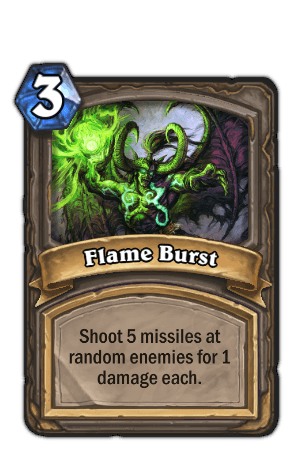 3
Flame Burst
Shoot 5 missiles at
random enemies for 1
damage each.